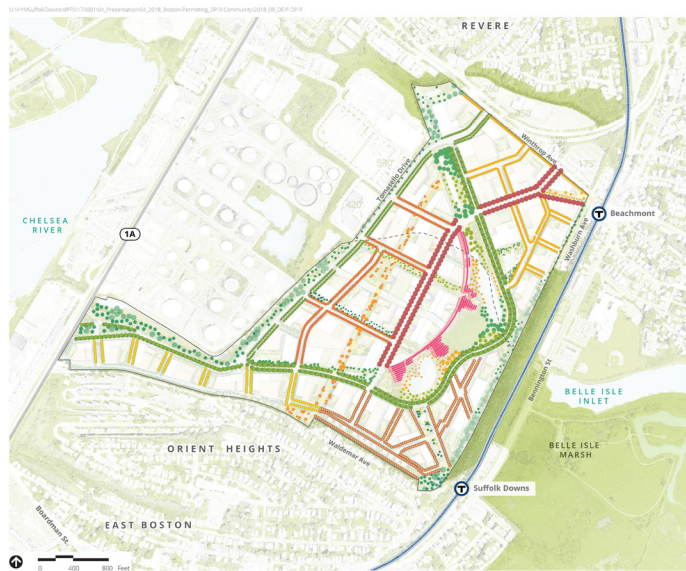 REVERE
Winthrop Ave
Tomasello Drive
Beachmont
Washburn Ave
CHELSEA
RIVER
1A
Bennington St.
BELLE ISLE
INLET
ORIENT HEIGHTS
Waldemar Ave
BELLE ISLE
MARSH
T
Suffolk Downs
Boardman St.
EAST BOSTON
0 400 800 Feet